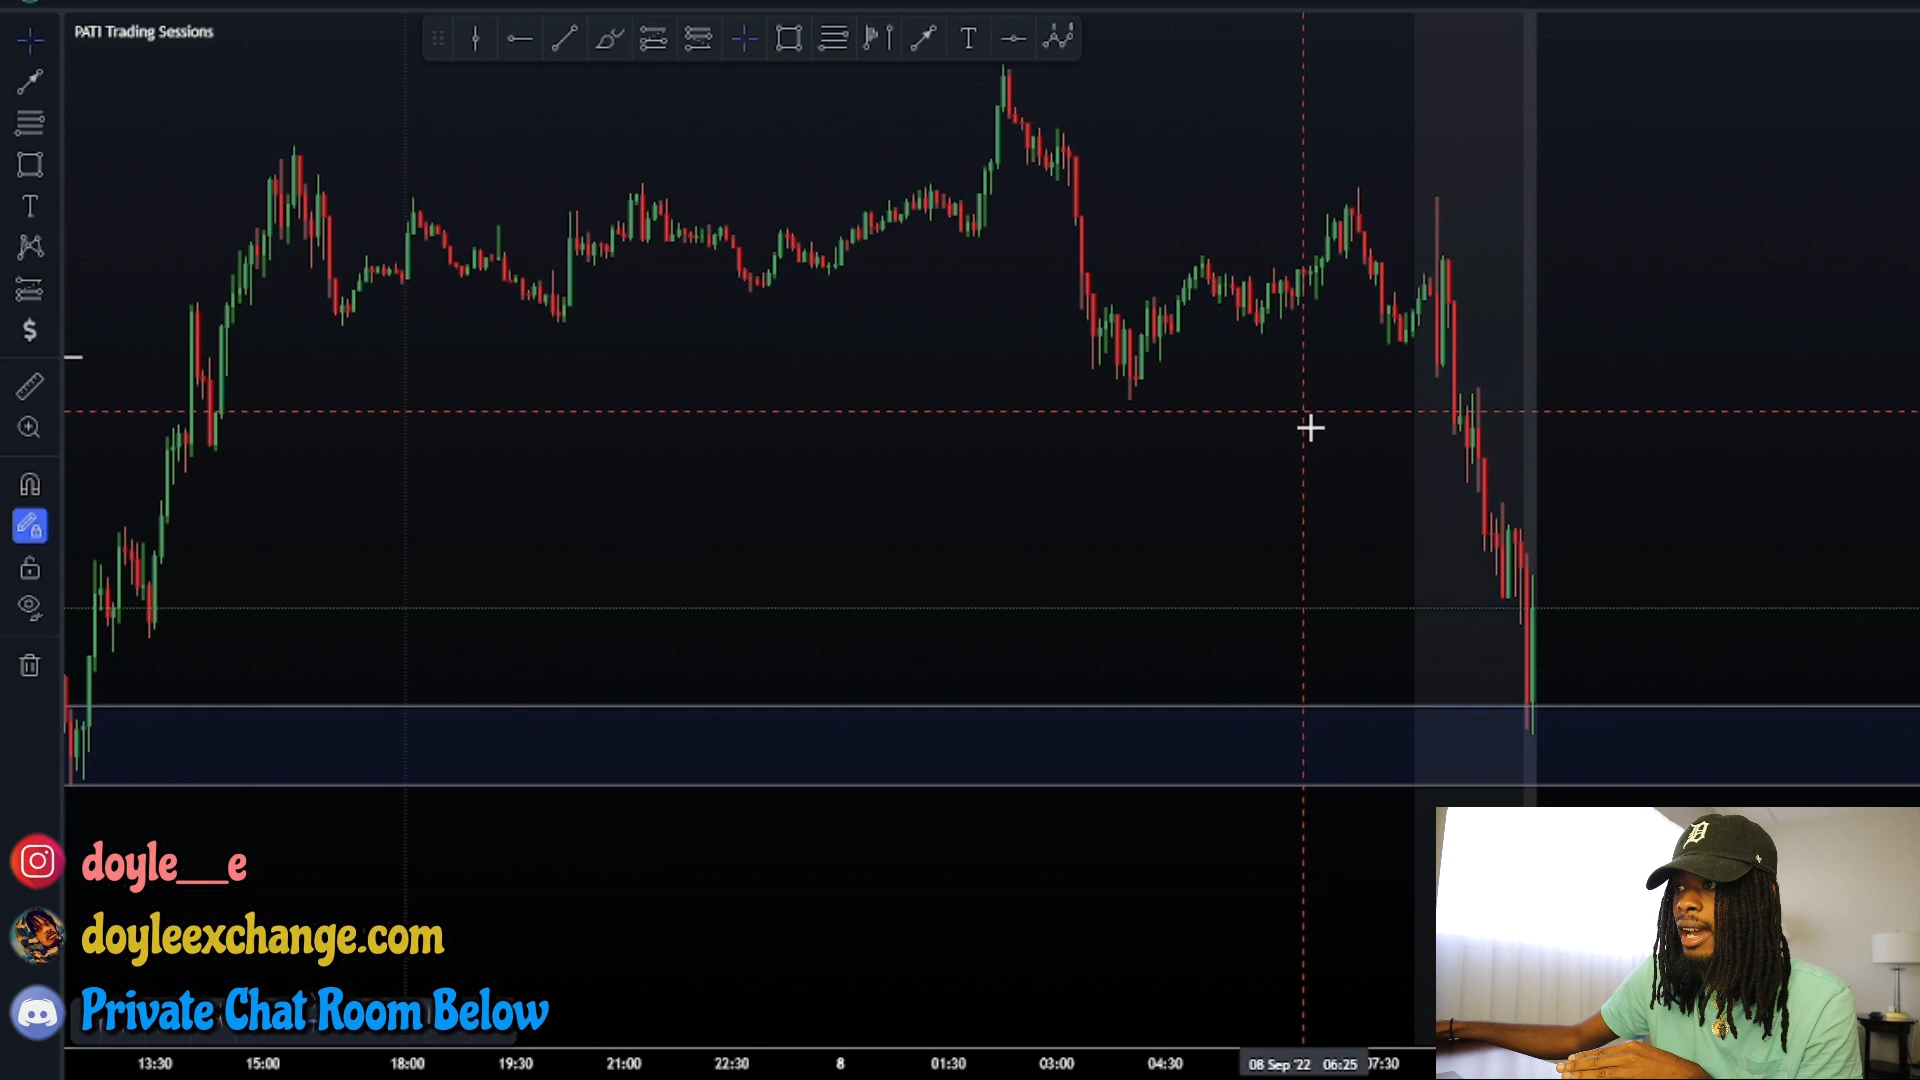 PATI Trading Sessions
doyle__e
doyleexchange.com
Private Chat Room Below
13:30 15:00 18:00 19:30 21:00 22:30 8 01:30 03:00 04:30 08 Sep '22 06:25 07:30